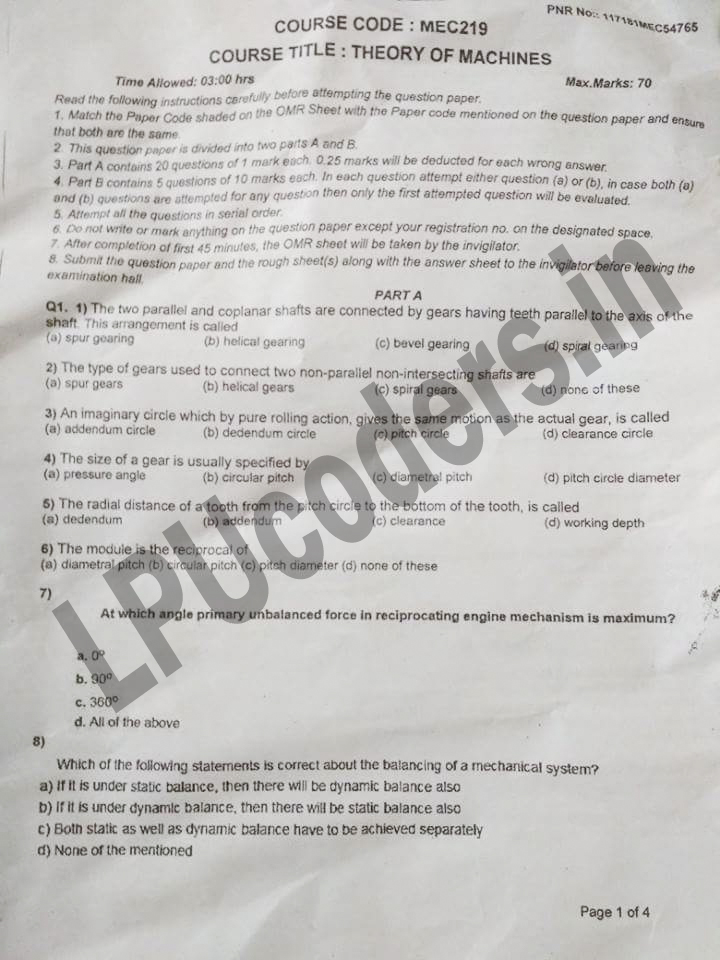 PNR No:: 117181MEC54765
COURSE CODE : MEC219
COURSE TITLE : THEORY OF MACHINES
Time Allowed: 03:00 hrs Max.Marks: 70
Read the following instructions carefully before attempting the question paper.
1. Match the Paper Code shaded on the OMR Sheet with the Paper code mentioned on the question paper and ensure
that both are the same.
2. This question paper is divided into two parts A and B.
3. Part A contains 20 questions of 1 mark each. 0.25 marks will be deducted for each wrong answer.
4. Part B contains 5 questions of 10 marks each. In each question attempt either question (a) or (b), in case both (a)
and (b) questions are attempted for any question then only the first attempted question will be evaluated.
5. Attempt all the questions in serial order.
6. Do not write or mark anything on the question paper except your registration no. on the designated space.
7. After completion of first 45 minutes, the OMR sheet will be taken by the invigilator.
8. Submit the question paper and the rough sheet(s) along with the answer sheet to the invigilator before leaving the
examination hall.
PART A
Q1. 1) The two parallel and coplanar shafts are connected by gears having teeth parallel to the axis of the
shaft. This arrangement is called
(a) spur gearing (b) helical gearing (c) bevel gearing (d) spiral gearing
2) The type of gears used to connect two non-parallel non-intersecting shafts are
(a) spur gears (b) helical gears (c) spiral gears (d) none of these
3) An imaginary circle which by pure rolling action, gives the same motion as the actual gear, is called
(a) addendum circle (b) dedendum circle (c) pitch circle (d) clearance circle
4) The size of a gear is usually specified by
(a) pressure angle (b) circular pitch (c) diametral pitch (d) pitch circle diameter
5) The radial distance of a tooth from the pitch circle to the bottom of the tooth, is called
(a) dedendum (b) addendum (c) clearance (d) working depth
6) The module is the reciprocal of
(a) diametral pitch (b) circular pitch (c) pitch diameter (d) none of these
7)
At which angle primary unbalanced force in reciprocating engine mechanism is maximum?
a. 0º
b. 90º
c. 360º
d. All of the above
8)
Which of the following statements is correct about the balancing of a mechanical system?
a) If it is under static balance, then there will be dynamic balance also
b) If it is under dynamic balance, then there will be static balance also
c) Both static as well as dynamic balance have to be achieved separately
d) None of the mentioned
Page 1 of 4
LPUcoders.in